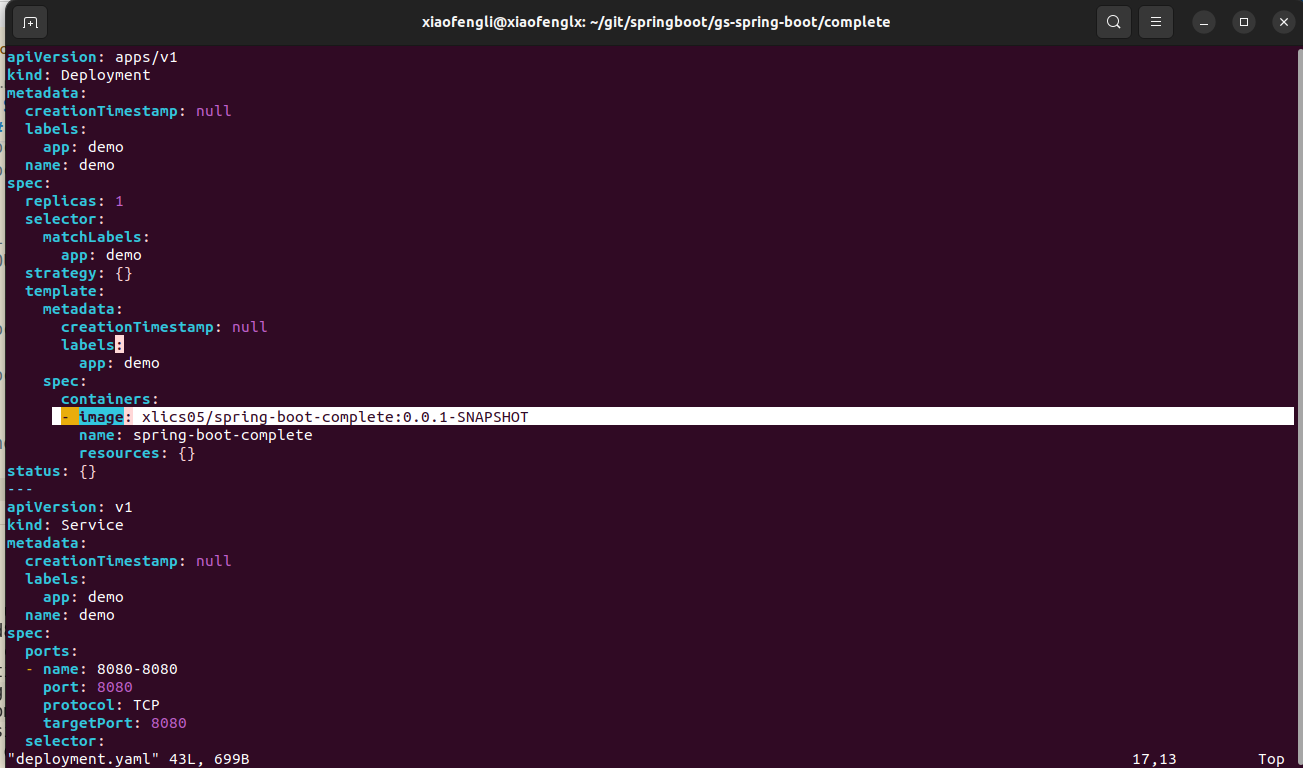 xiaofengli@xiaofenglx: ~/git/springboot/gs-spring-boot/complete
apiVersion: apps/v1
kind: Deployment
metadata:
  creationTimestamp: null
  labels:
    app: demo
  name: demo
spec:
  replicas: 1
  selector:
    matchLabels:
      app: demo
  strategy: {}
  template:
    metadata:
      creationTimestamp: null
      labels:
        app: demo
    spec:
      containers:
      - image: xlics05/spring-boot-complete:0.0.1-SNAPSHOT
        name: spring-boot-complete
        resources: {}
status: {}
---
apiVersion: v1
kind: Service
metadata:
  creationTimestamp: null
  labels:
    app: demo
  name: demo
spec:
  ports:
  - name: 8080-8080
    port: 8080
    protocol: TCP
    targetPort: 8080
  selector:
"deployment.yaml" 43L, 699B 17,13 Top